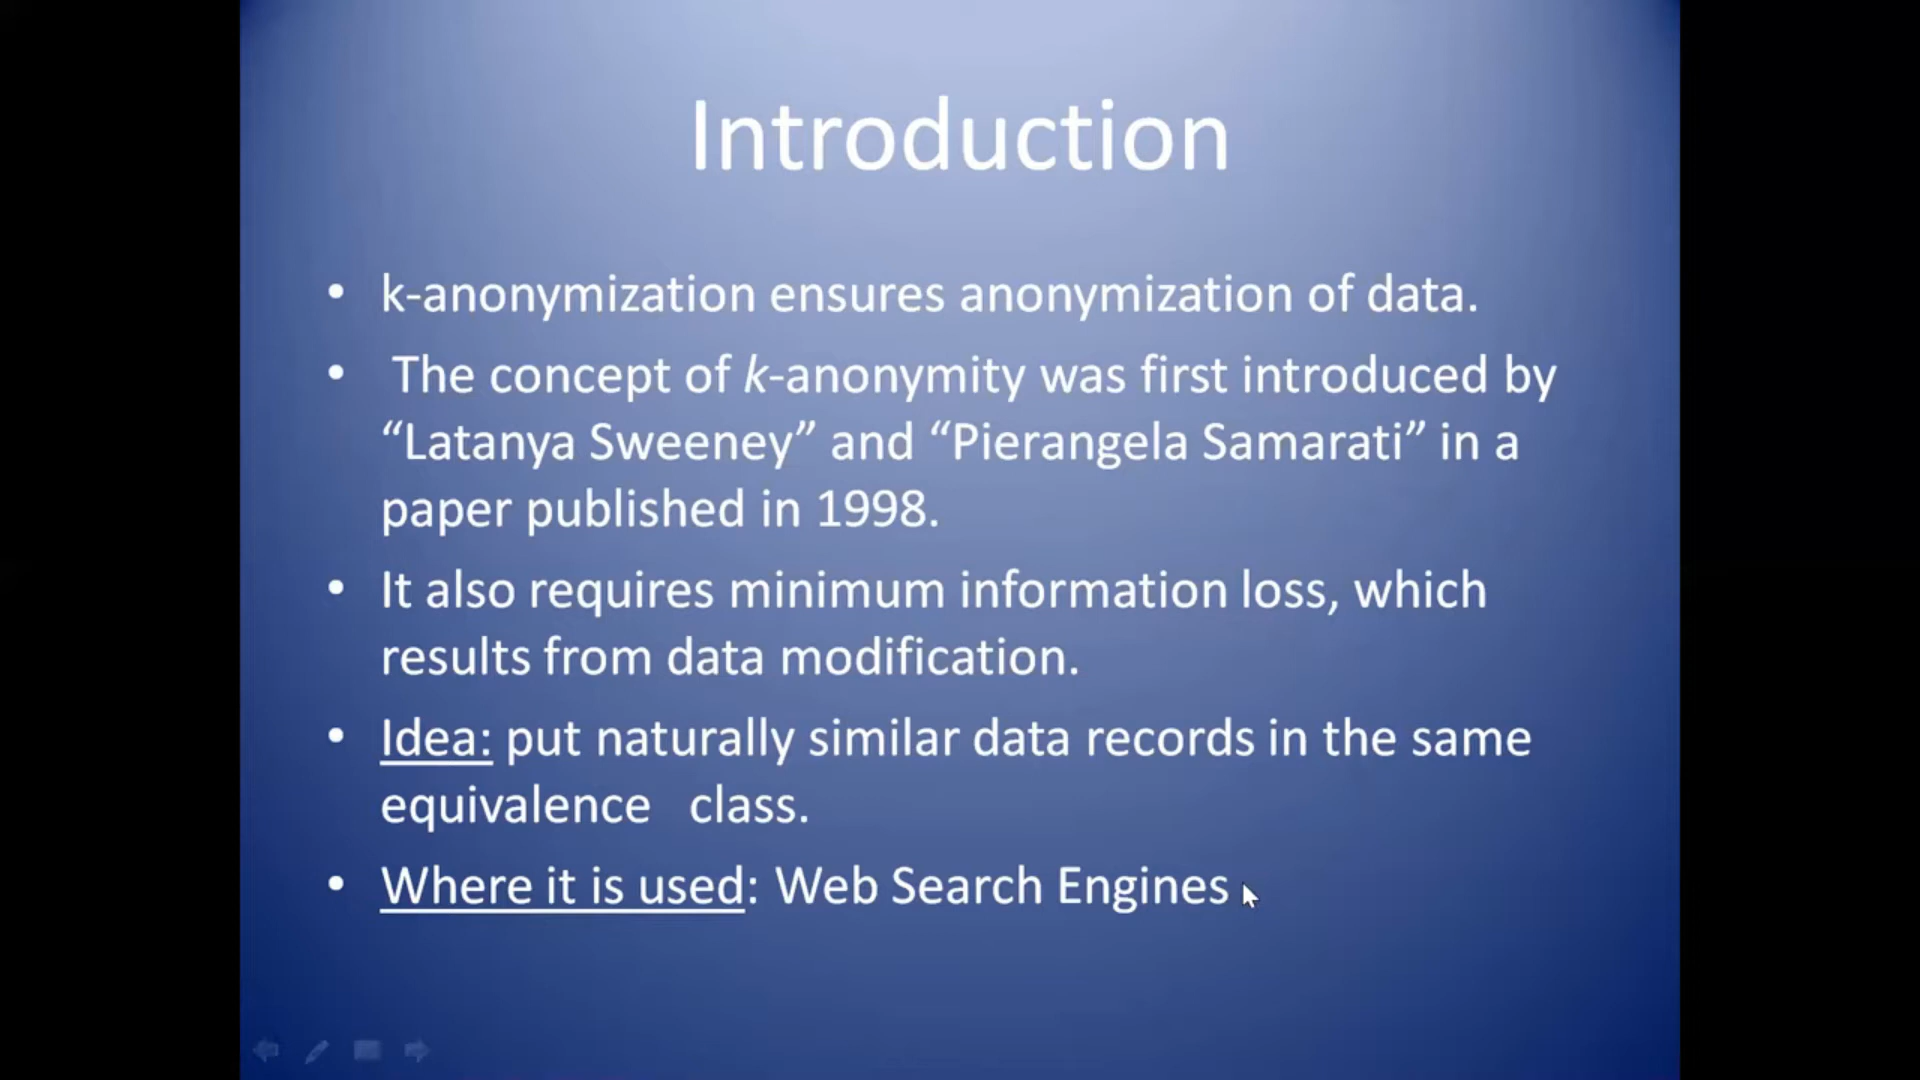 Introduction
• k-anonymization ensures anonymization of data.
• The concept of k-anonymity was first introduced by
“Latanya Sweeney” and “Pierangela Samarati” in a
paper published in 1998.
• It also requires minimum information loss, which
results from data modification.
• Idea: put naturally similar data records in the same
equivalence   class.
• Where it is used: Web Search Engines